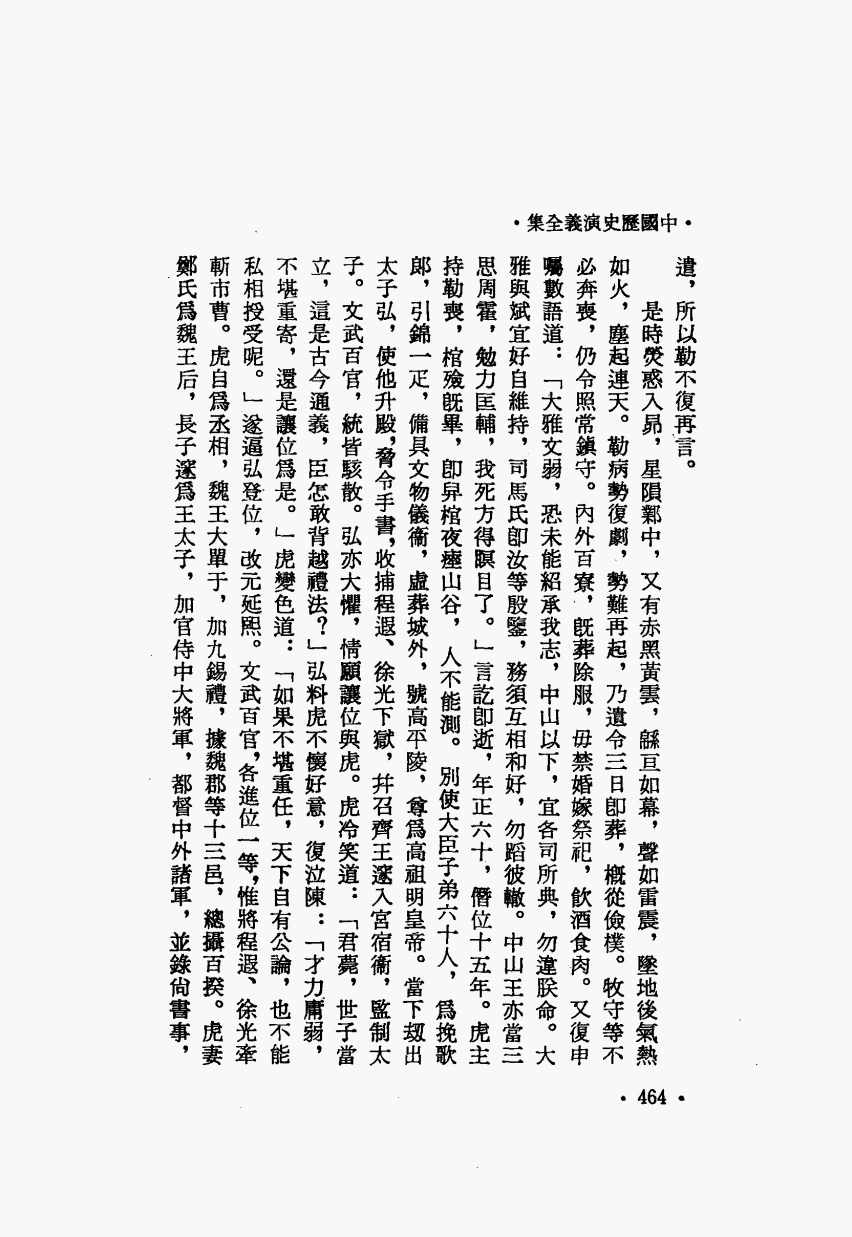 •中國歷史演義全集•
遣，所以勒不復再言。
是時熒惑入昴，星隕鄴中，又有赤黑黃雲，緜亙如幕，聲如雷震，墜地後氣熱
如火，塵起連天。勒病勢復劇，勢難再起，乃遺令三日卽葬，概從儉樸。牧守等不
必奔喪，仍令照常鎮守。內外百寮，旣葬除服，毋禁婚嫁祭祀，飲酒食肉。又復申
囑數語道：「大雅文弱，恐未能紹承我志，中山以下，宜各司所典，勿違朕命。大
雅與斌宜好自維持，司馬氏卽汝等殷鑒，務須互相和好，勿蹈彼轍。中山王亦當三
思周霍，勉力匡輔，我死方得瞑目了。」言訖卽逝，年正六十，僭位十五年。虎主
持勒喪，棺殮旣畢，卽舁棺夜瘞山谷，人不能測。別使大臣子弟六十人，爲挽歌
郎，引錦一疋，備具文物儀衞，虛葬城外，號高平陵，尊爲高祖明皇帝。當下刼出
太子弘，使他升殿，脅令手書，收捕程遐、徐光下獄，幷召齊王邃入宮宿衞，監制太
子。文武百官，統皆駭散。弘亦大懼，情願讓位與虎。虎冷笑道：「君薨，世子當
立，這是古今通義，臣怎敢背越禮法？」弘料虎不懷好意，復泣陳：「才力庸弱，
不堪重寄，還是讓位爲是。」虎變色道：「如果不堪重任，天下自有公論，也不能
私相授受呢。」遂逼弘登位，改元延熙。文武百官，各進位一等，惟將程遐、徐光牽
斬市曹。虎自爲丞相，魏王大單于，加九錫禮，據魏郡等十三邑，總攝百揆。虎妻
鄭氏爲魏王后，長子邃爲王太子，加官侍中大將軍，都督中外諸軍，並錄尙書事，
•464•